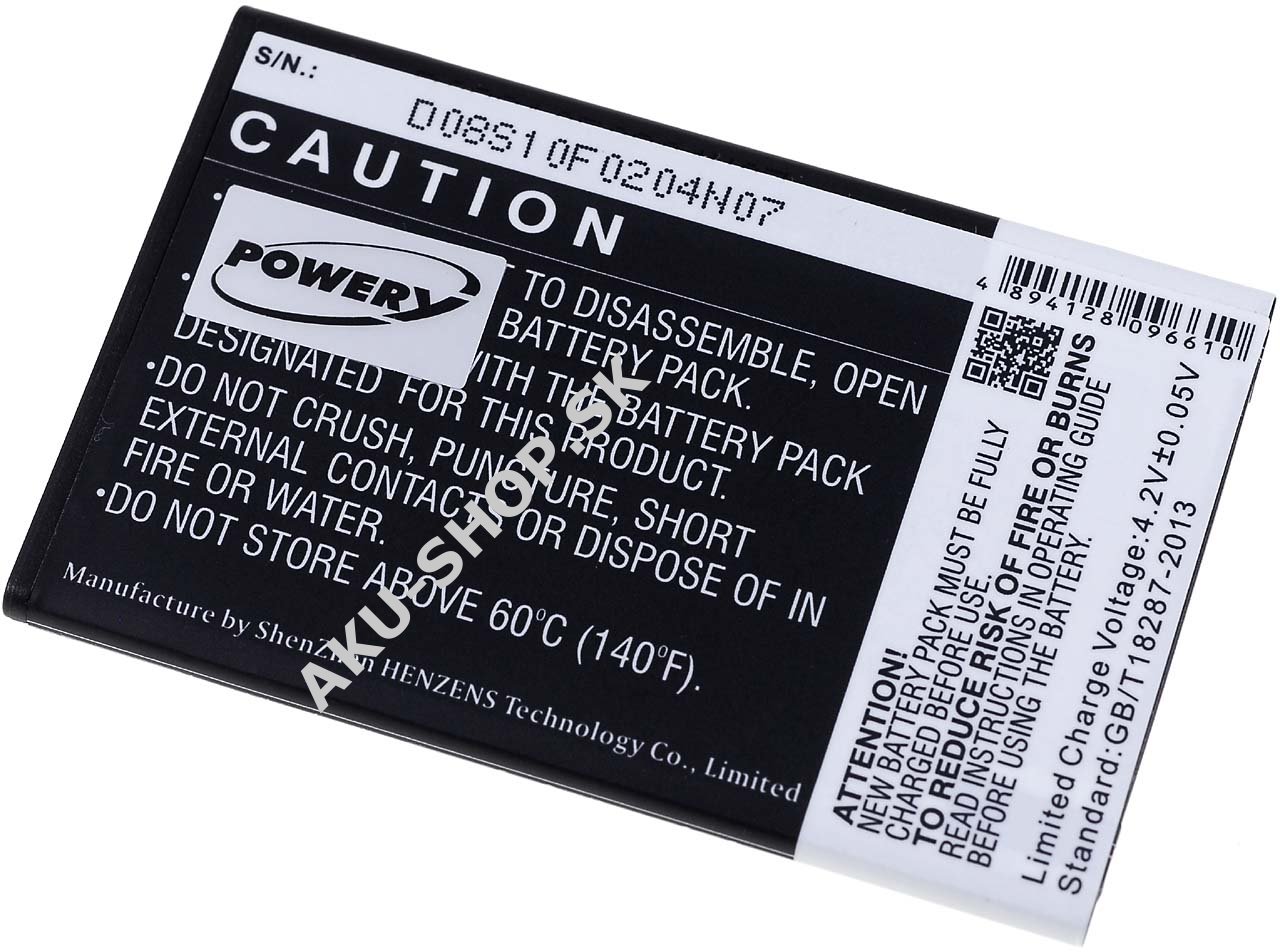 S/N.:
D08S10F0204N07
CAUTION
POWERY
TO DISASSEMBLE, OPEN
BATTERY PACK.
WITH THE BATTERY PACK
DESIGNATED FOR THIS PRODUCT.
•DO NOT CRUSH, PUNCTURE, SHORT
EXTERNAL CONTACTS OR DISPOSE OF IN
FIRE OR WATER.
•DO NOT STORE ABOVE 60°C (140°F).
Manufacture by ShenZhen HENZENS Technology Co., Limited
AKU-SHOP.SK
4 894128 096610
ATTENTION!
NEW BATTERY PACK MUST BE FULLY
CHARGED BEFORE USE.
TO REDUCE RISK OF FIRE OR BURNS
READ INSTRUCTIONS IN OPERATING GUIDE
BEFORE USING THE BATTERY.
Limited Charge Voltage:4.2V±0.05V
Standard:GB/T18287-2013